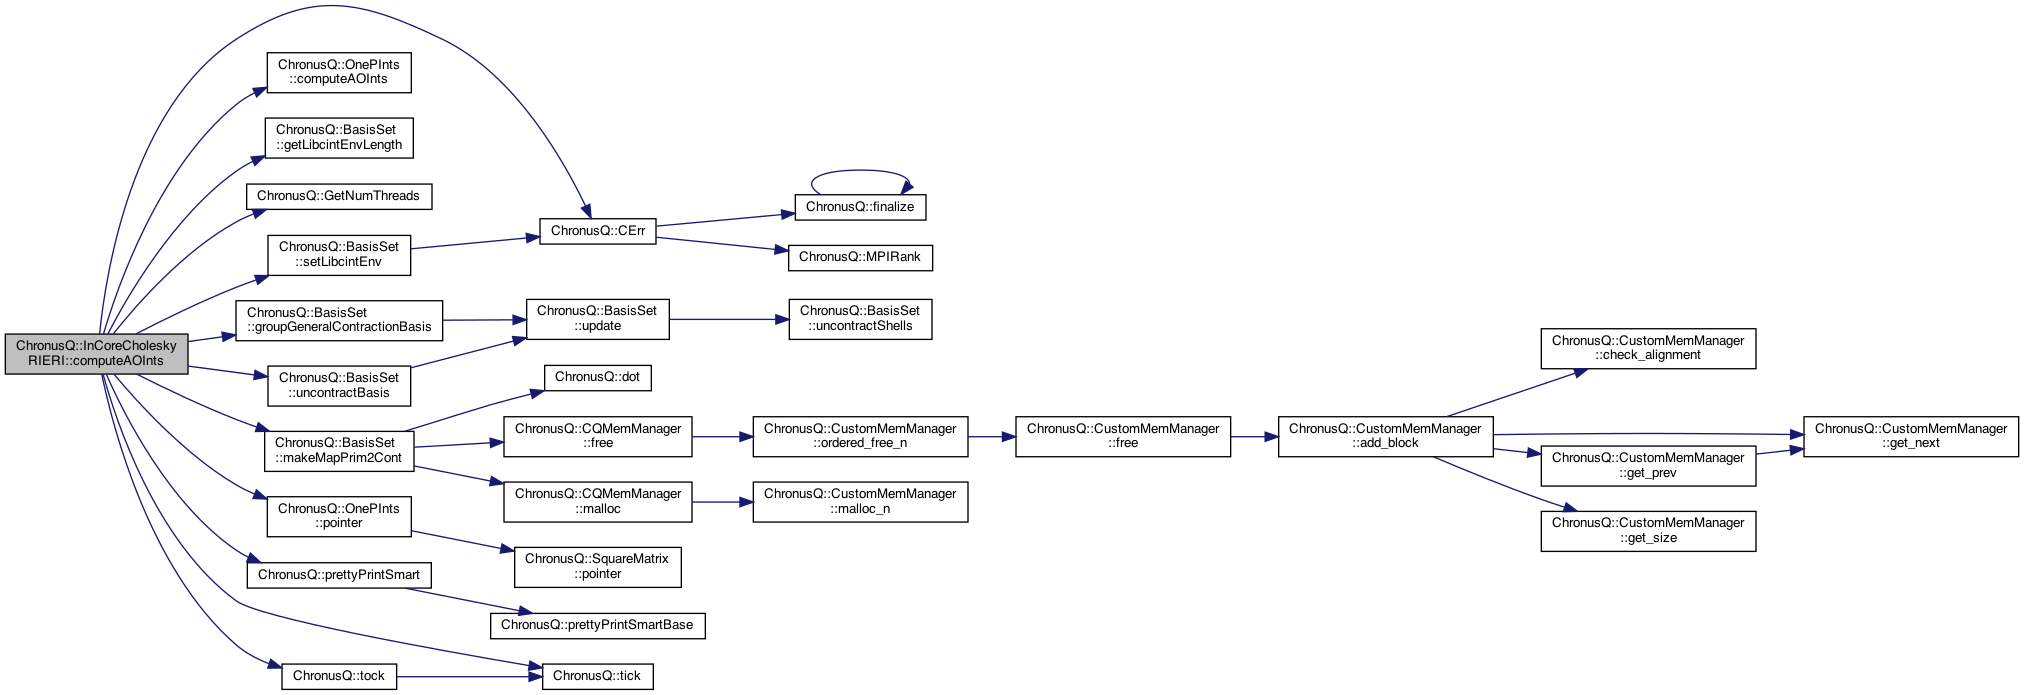 ChronusQ::InCoreCholesky
RIERI::computeAOInts
ChronusQ::OnePInts
::computeAOInts
ChronusQ::BasisSet
::getLibcintEnvLength
ChronusQ::GetNumThreads
ChronusQ::BasisSet
::setLibcintEnv
ChronusQ::BasisSet
::groupGeneralContractionBasis
ChronusQ::BasisSet
::uncontractBasis
ChronusQ::BasisSet
::makeMapPrim2Cont
ChronusQ::OnePInts
::pointer
ChronusQ::prettyPrintSmart
ChronusQ::tock
ChronusQ::CErr
ChronusQ::BasisSet
::update
ChronusQ::dot
ChronusQ::CQMemManager
::free
ChronusQ::CQMemManager
::malloc
ChronusQ::SquareMatrix
::pointer
ChronusQ::prettyPrintSmartBase
ChronusQ::tick
ChronusQ::finalize
ChronusQ::MPIRank
ChronusQ::BasisSet
::uncontractShells
ChronusQ::CustomMemManager
::ordered_free_n
ChronusQ::CustomMemManager
::malloc_n
ChronusQ::CustomMemManager
::free
ChronusQ::CustomMemManager
::add_block
ChronusQ::CustomMemManager
::check_alignment
ChronusQ::CustomMemManager
::get_prev
ChronusQ::CustomMemManager
::get_size
ChronusQ::CustomMemManager
::get_next